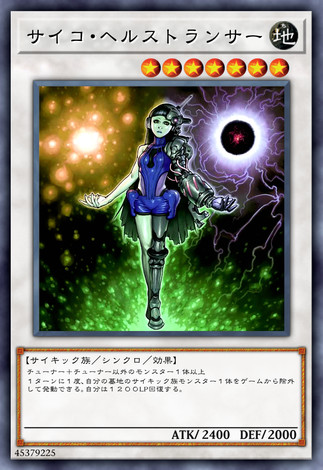 サイコ・ヘルストランサー 地
【サイキック族／シンクロ／効果】
チューナー＋チューナー以外のモンスター１体以上
１ターンに１度、自分の墓地のサイキック族モンスター１体をゲームから除外
して発動できる。自分は１２００LP回復する。
ATK/ 2400 DEF/ 2000
45379225